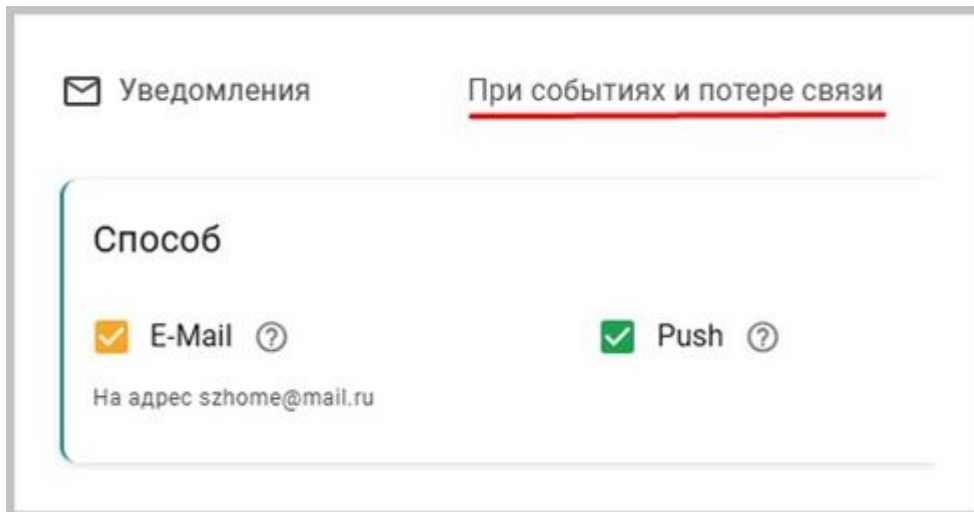 Уведомления
При событиях и потере связи
Способ
E-Mail
Push
На адрес szhome@mail.ru